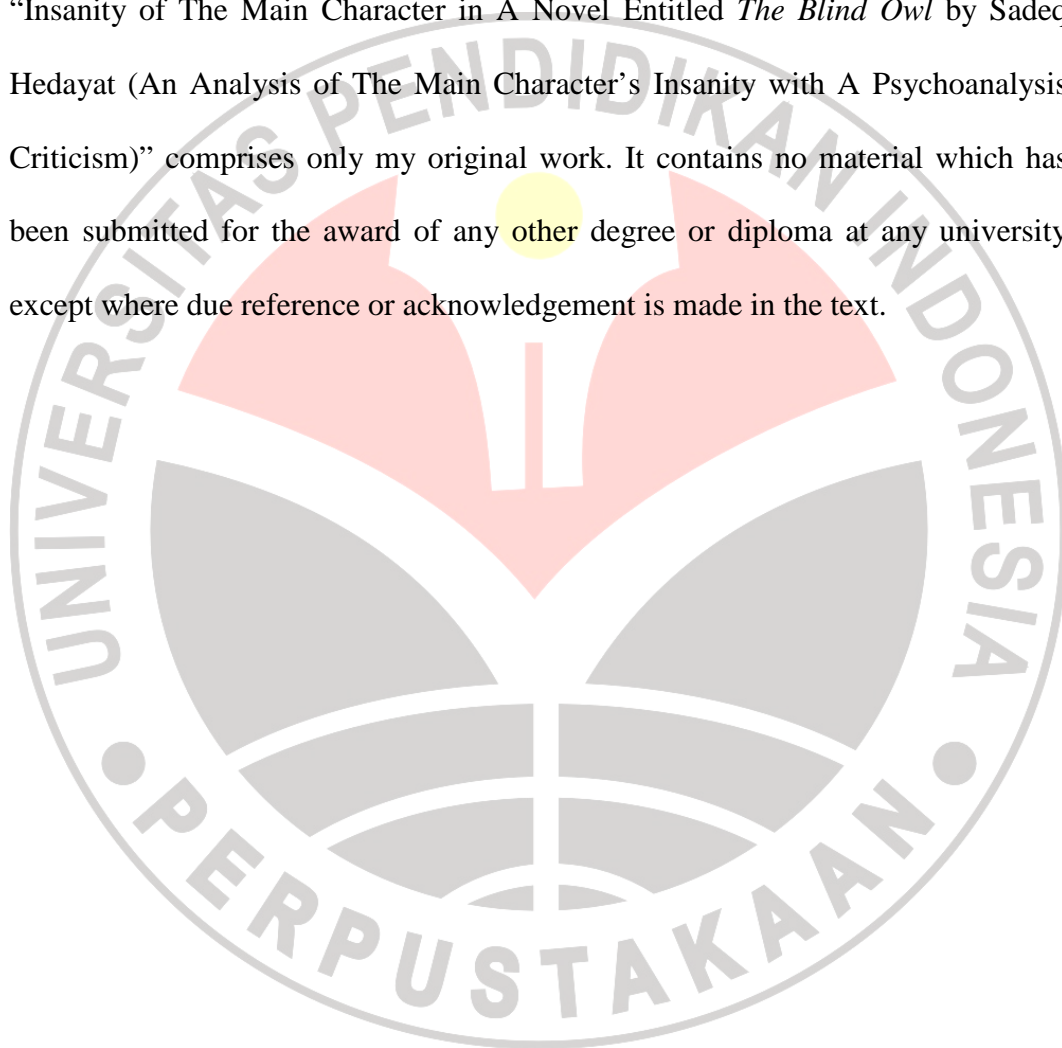 “Insanity of The Main Character in A Novel Entitled The Blind Owl by Sadeq
Hedayat (An Analysis of The Main Character’s Insanity with A Psychoanalysis
Criticism)” comprises only my original work. It contains no material which has
been submitted for the award of any other degree or diploma at any university
except where due reference or acknowledgement is made in the text.
UNIVERSITAS PENDIDIKAN INDONESIA
PERPUSTAKAAN